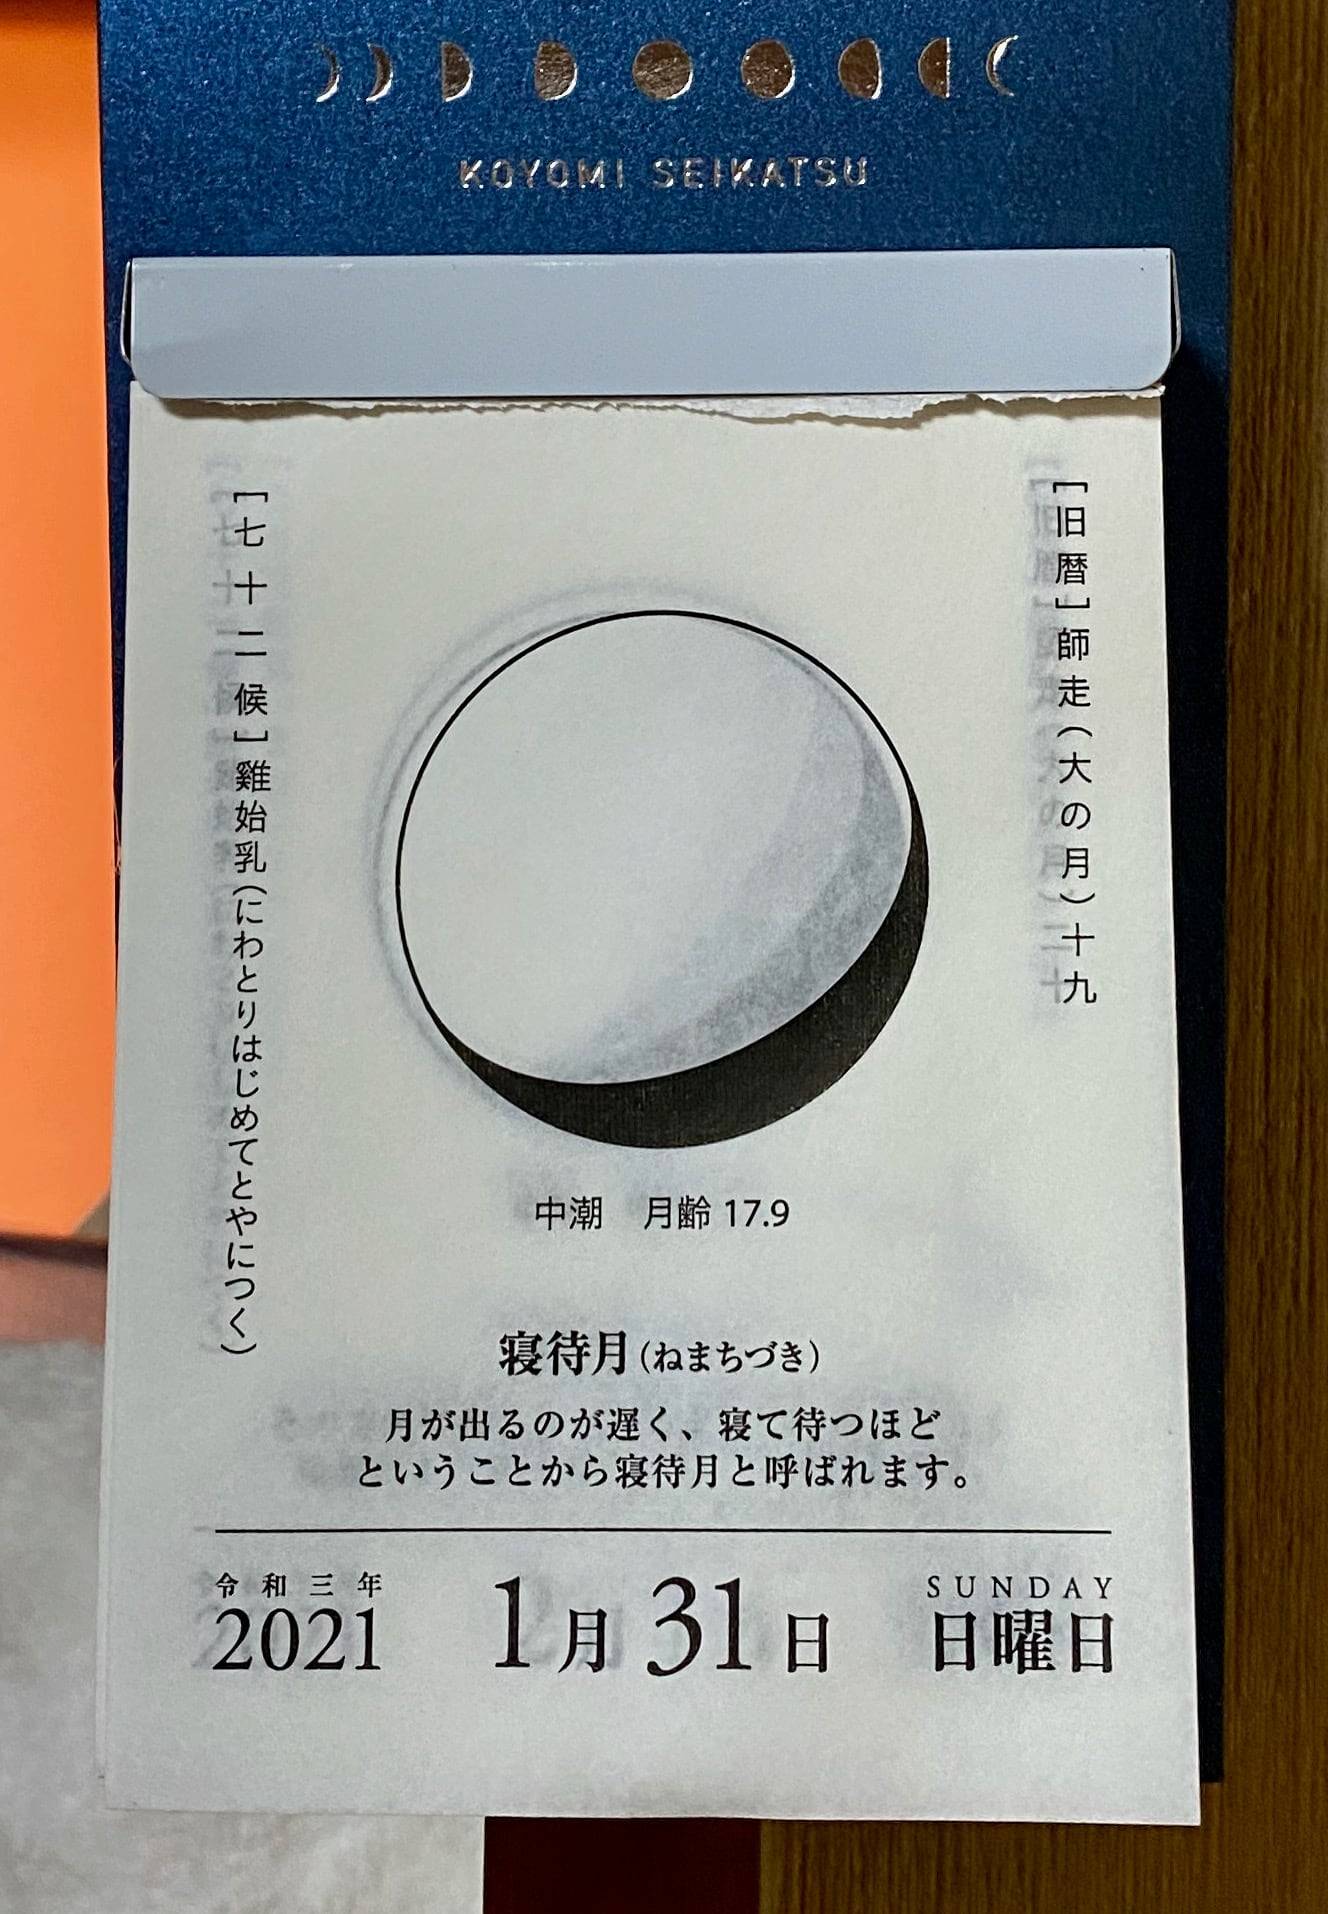 KOYOMI SEIKATSU
[旧暦]師走(大の月)十九
[七十二候]雞始乳(にわとりはじめてとやにつく)
中潮 月齢 17.9
寝待月(ねまちづき)
月が出るのが遅く、寝て待つほど
ということから寝待月と呼ばれます。
令和三年
2021
1月31日
SUNDAY
日曜日